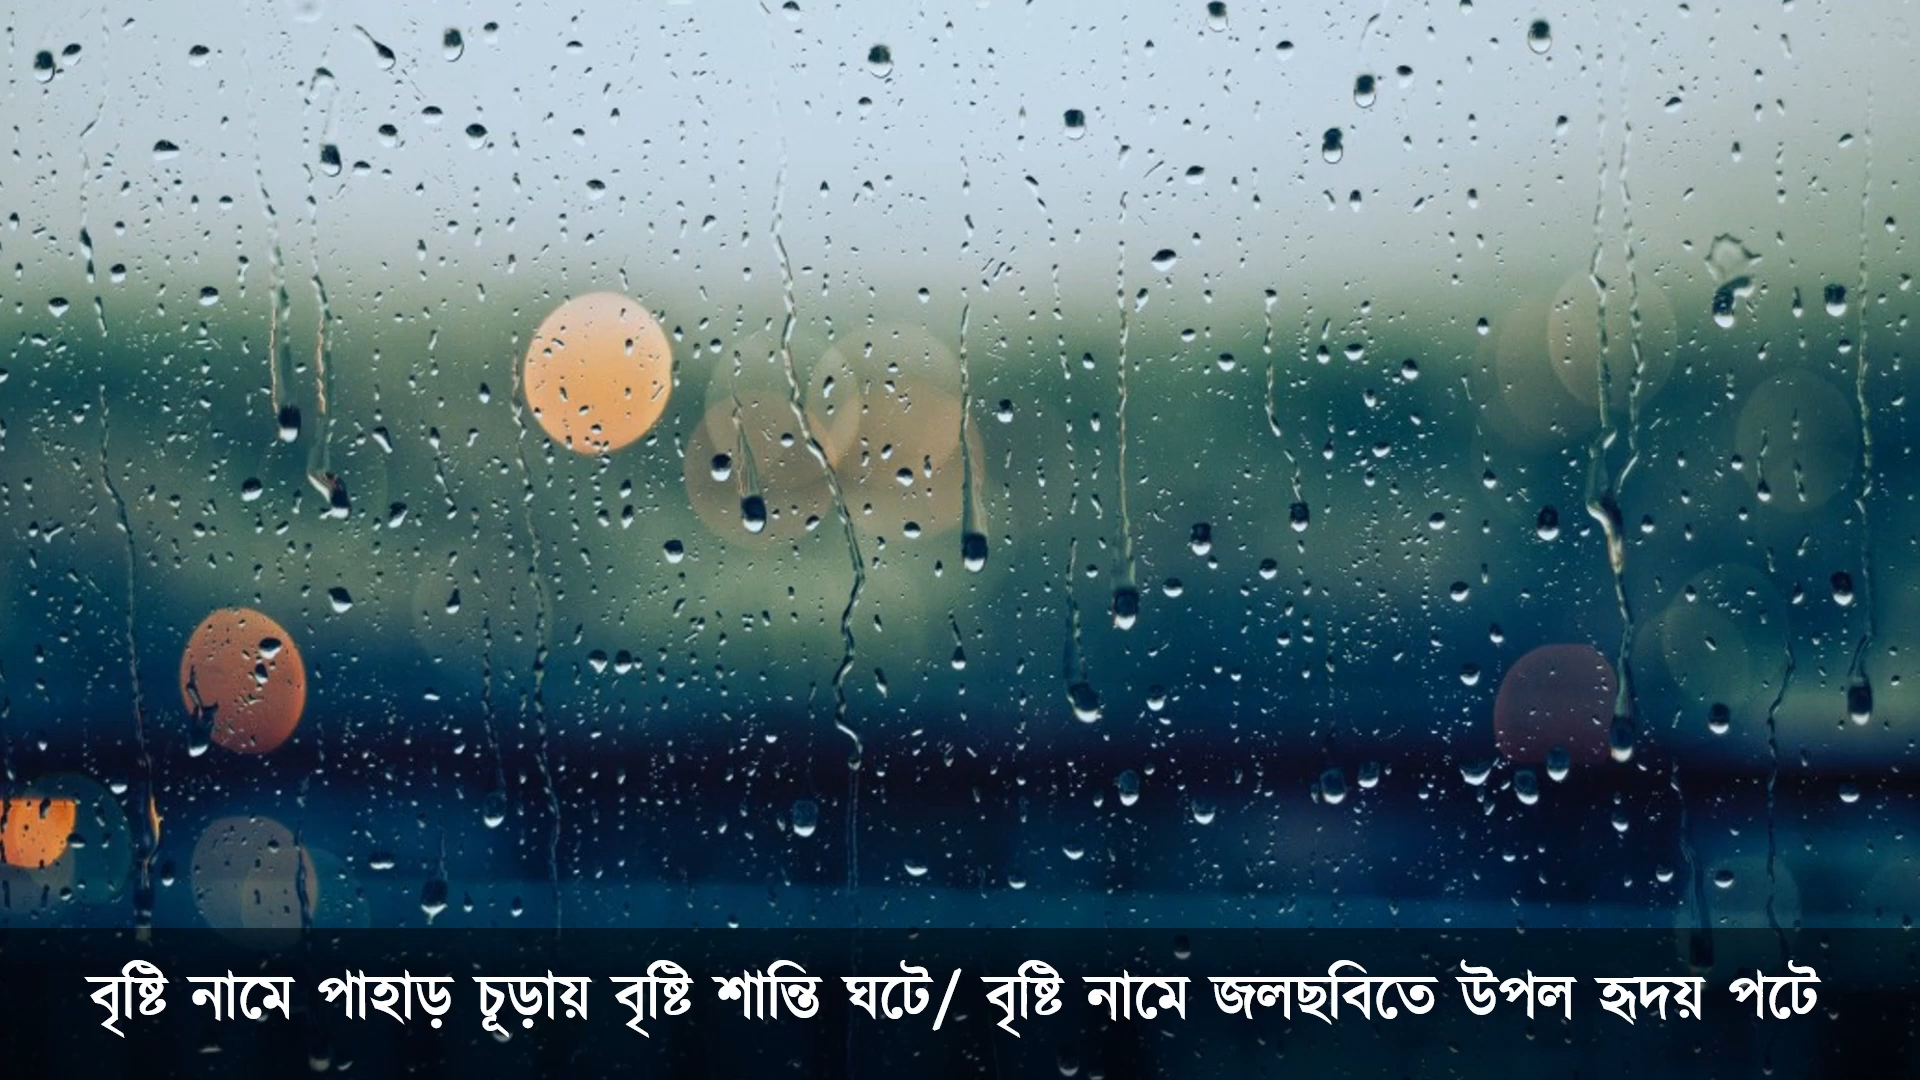 বৃষ্টি নামে পাহাড় চূড়ায় বৃষ্টি শান্তি ঘটে/ বৃষ্টি নামে জলছবিতে উপল হৃদয় পটে